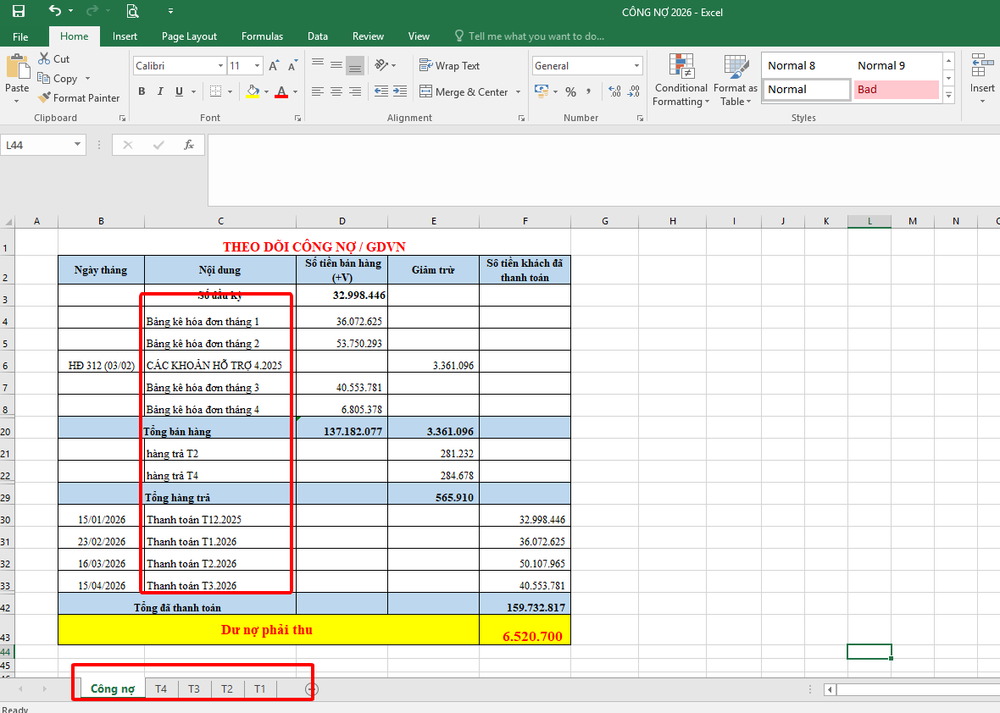 CÔNG NỢ 2026 - Excel
File Home Insert Page Layout Formulas Data Review View Tell me what you want to do...
Paste
Cut
Copy
Format Painter
Calibri 11
B I U
Wrap Text
Merge & Center
General
%
Conditional Formatting
Format as Table
Normal 8 Normal 9
Normal Bad
Insert
Clipboard Font Alignment Number Styles
L44 fx
A B C D E F G H I J K L M N
1 THEO DÕI CÔNG NỢ / GDVN
2 Ngày tháng Nội dung Số tiền bán hàng (+V) Giảm trừ Số tiền khách đã thanh toán
3 Số đầu kỳ 32.998.446
4 Bảng kê hóa đơn tháng 1 36.072.625
5 Bảng kê hóa đơn tháng 2 53.750.293
6 HĐ 312 (03/02) CÁC KHOẢN HỖ TRỢ 4.2025 3.361.096
7 Bảng kê hóa đơn tháng 3 40.553.781
8 Bảng kê hóa đơn tháng 4 6.805.378
20 Tổng bán hàng 137.182.077 3.361.096
21 hàng trả T2 281.232
22 hàng trả T4 284.678
29 Tổng hàng trả 565.910
30 15/01/2026 Thanh toán T12.2025 32.998.446
31 23/02/2026 Thanh toán T1.2026 36.072.625
32 16/03/2026 Thanh toán T2.2026 50.107.965
33 15/04/2026 Thanh toán T3.2026 40.553.781
42 Tổng đã thanh toán 159.732.817
43 Dư nợ phải thu 6.520.700
44
45
Công nợ T4 T3 T2 T1
Ready